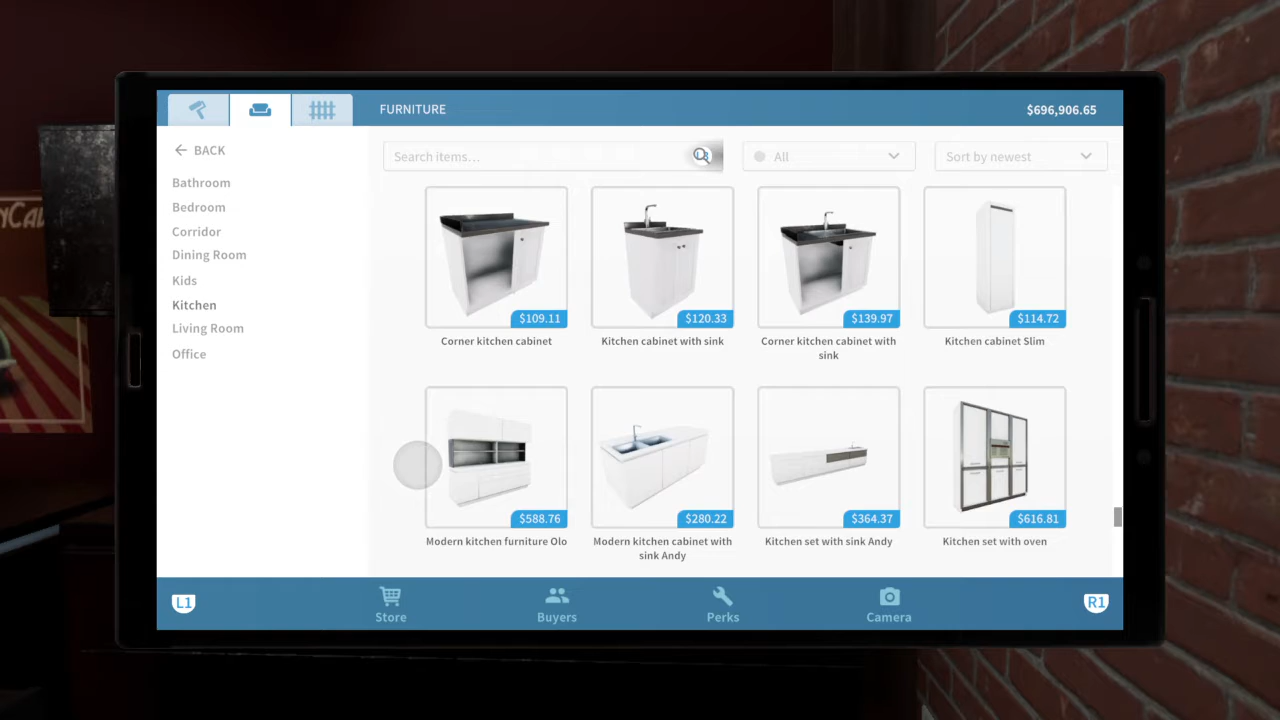 FURNITURE
$696,906.65
BACK
Search items...
All
Sort by newest
Bathroom
Bedroom
Corridor
Dining Room
Kids
Kitchen
Living Room
Office
$109.11
$120.33
$139.97
$114.72
Corner kitchen cabinet
Kitchen cabinet with sink
Corner kitchen cabinet with
sink
Kitchen cabinet Slim
$588.76
$280.22
$364.37
$616.81
Modern kitchen furniture Olo
Modern kitchen cabinet with
sink Andy
Kitchen set with sink Andy
Kitchen set with oven
L1
Store
Buyers
Perks
Camera
R1